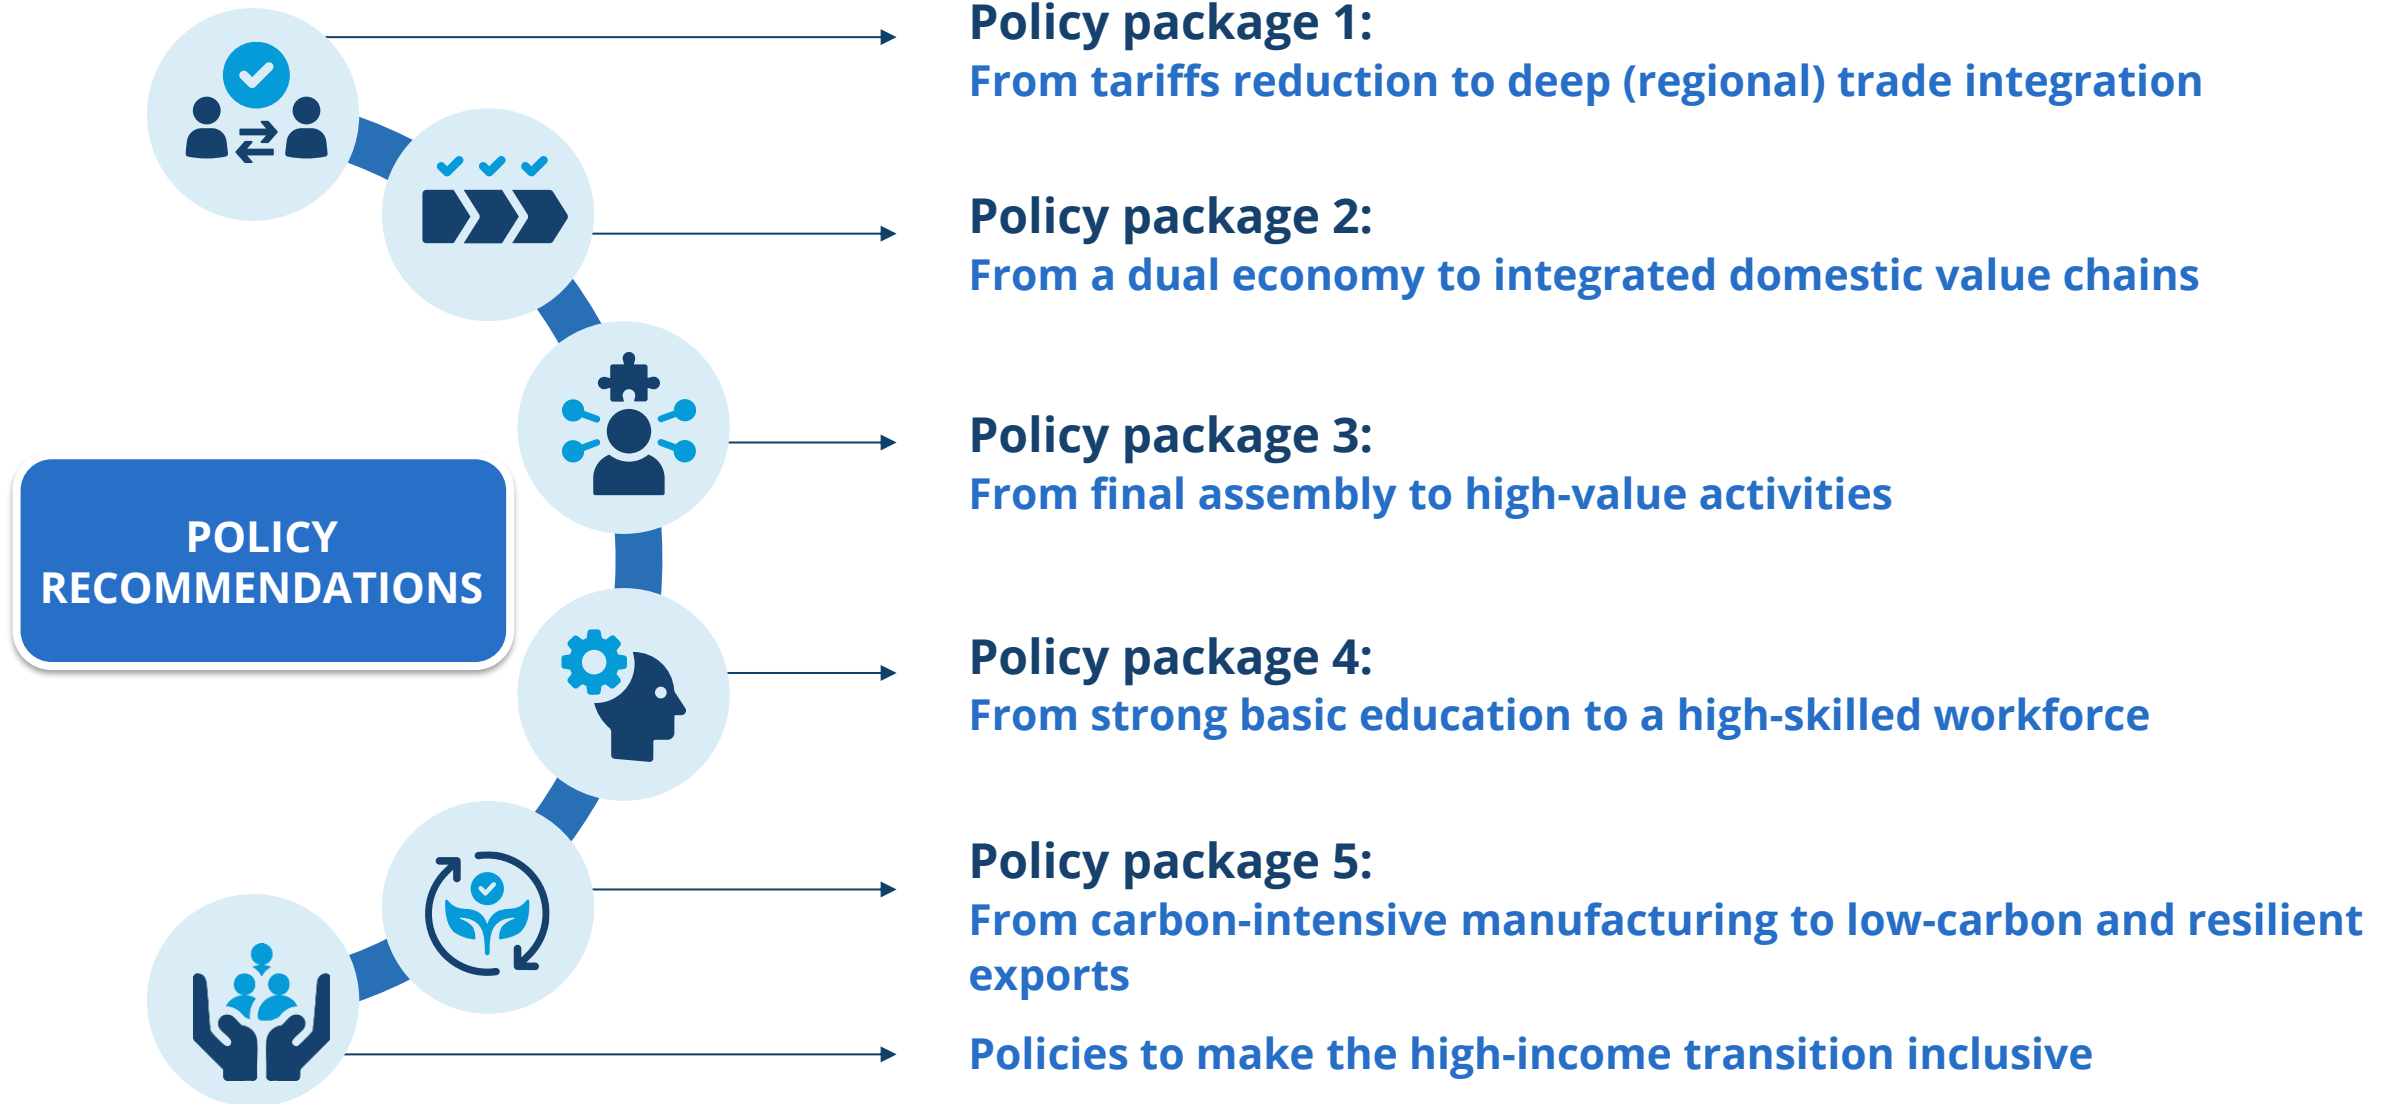 Policy package 1:
From tariffs reduction to deep (regional) trade integration
Policy package 2:
From a dual economy to integrated domestic value chains
Policy package 3:
From final assembly to high-value activities
POLICY
RECOMMENDATIONS
Policy package 4:
From strong basic education to a high-skilled workforce
Policy package 5:
From carbon-intensive manufacturing to low-carbon and resilient
exports
Policies to make the high-income transition inclusive